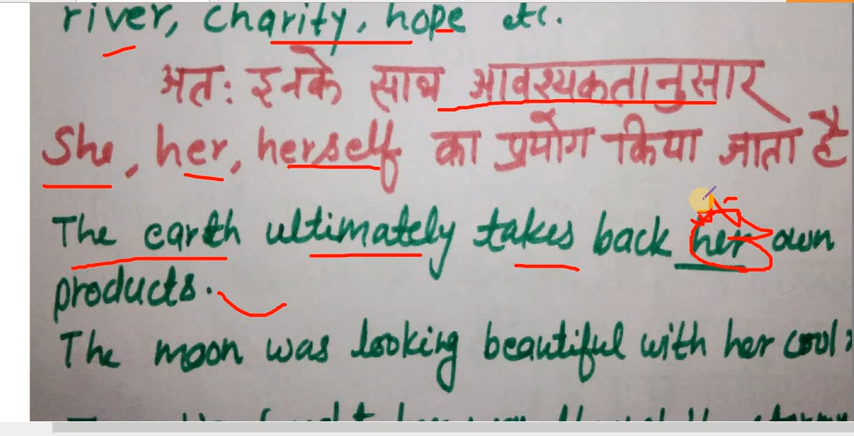 river, charity, hope etc.
अतः इनके साथ आवश्यकतानुसार
She, her, herself का प्रयोग किया जाता है
The earth ultimately takes back her own
products.
The moon was looking beautiful with her cool